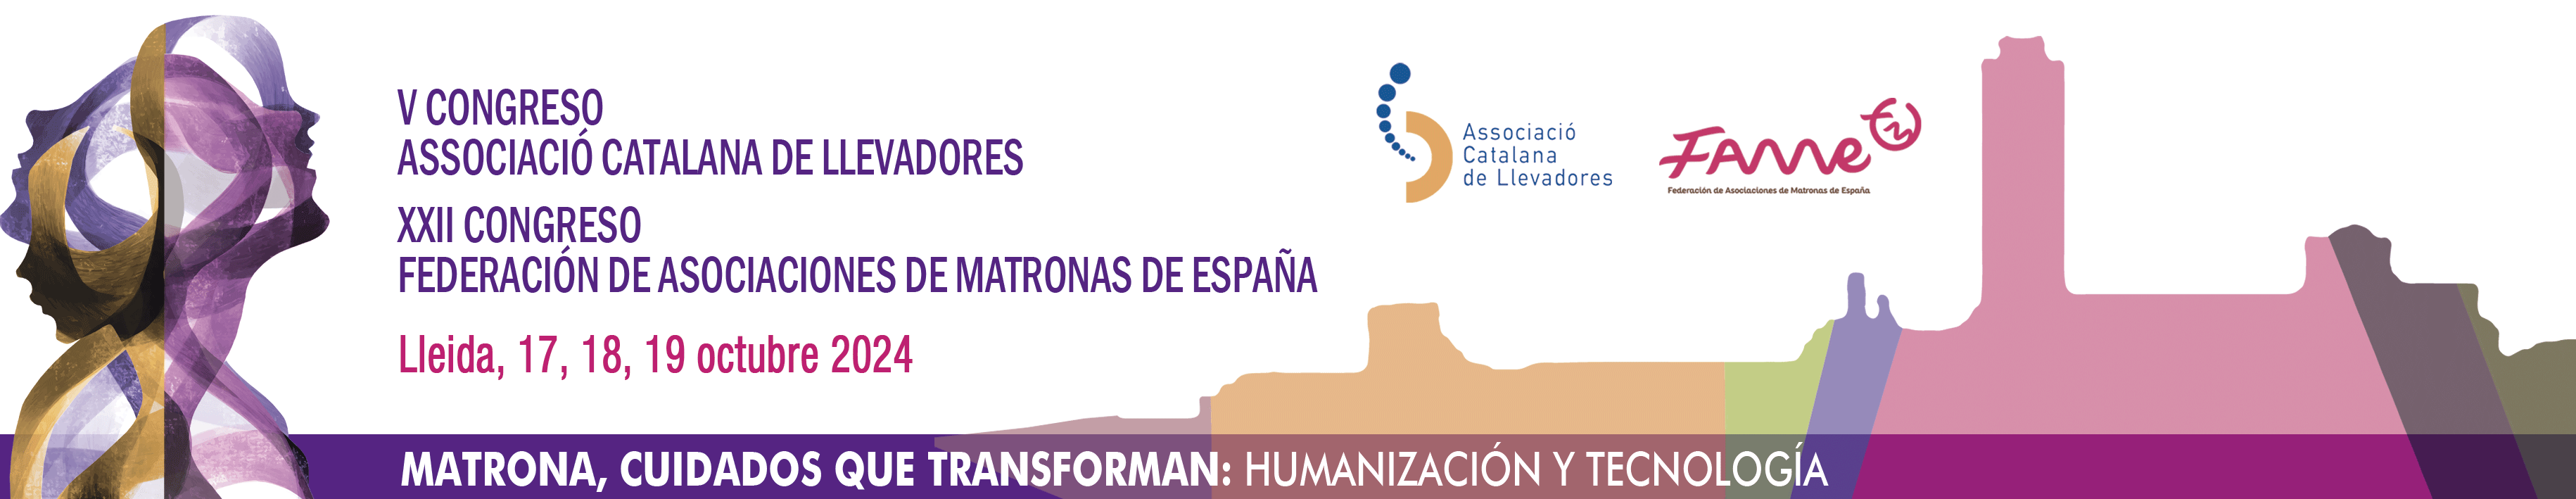 V CONGRESO
ASSOCIACIÓ CATALANA DE LLEVADORES
XXII CONGRESO
FEDERACIÓN DE ASOCIACIONES DE MATRONAS DE ESPAÑA
Lleida, 17, 18, 19 octubre 2024
Associació
Catalana
de Llevadores
FAME
Federación de Asociaciones de Matronas de España
MATRONA, CUIDADOS QUE TRANSFORMAN: HUMANIZACIÓN Y TECNOLOGÍA